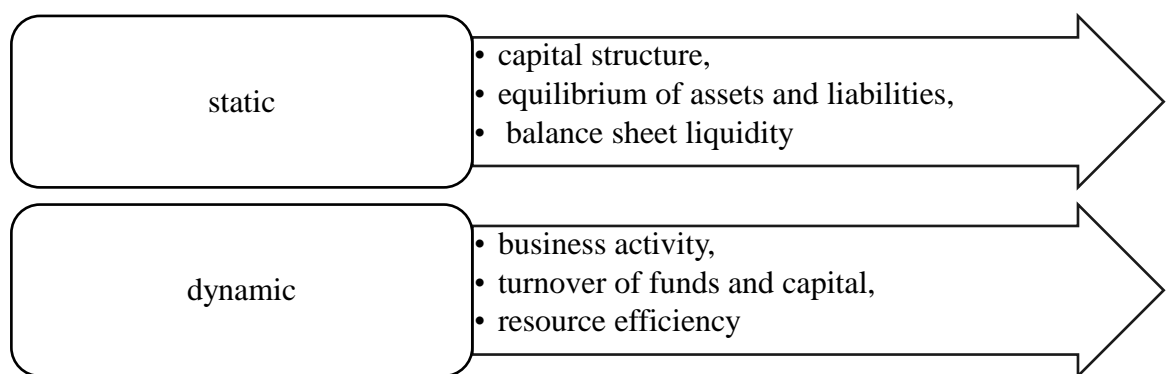 static
• capital structure,
• equilibrium of assets and liabilities,
• balance sheet liquidity
dynamic
• business activity,
• turnover of funds and capital,
• resource efficiency